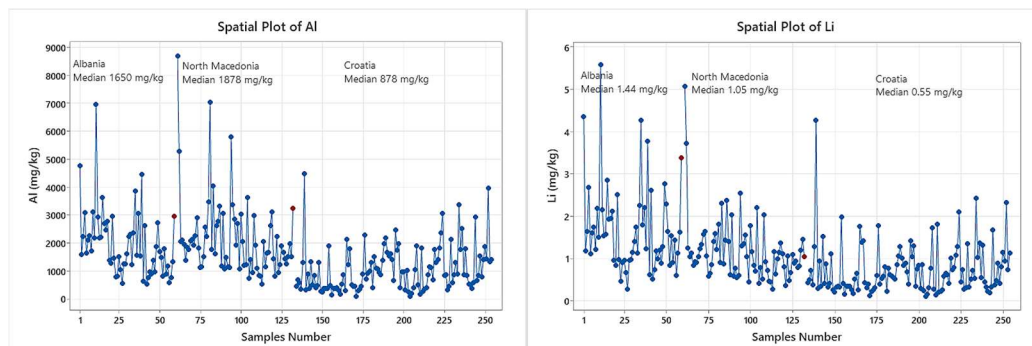 Spatial Plot of Al
9000
8000
7000
6000
5000
4000
3000
2000
1000
0
Al (mg/kg)
Albania
Median 1650 mg/kg
North Macedonia
Median 1878 mg/kg
Croatia
Median 878 mg/kg
1 25 50 75 100 125 150 175 200 225 250
Samples Number
Spatial Plot of Li
6
5
4
3
2
1
0
Li (mg/kg)
Albania
Median 1.44 mg/kg
North Macedonia
Median 1.05 mg/kg
Croatia
Median 0.55 mg/kg
1 25 50 75 100 125 150 175 200 225 250
Samples Number